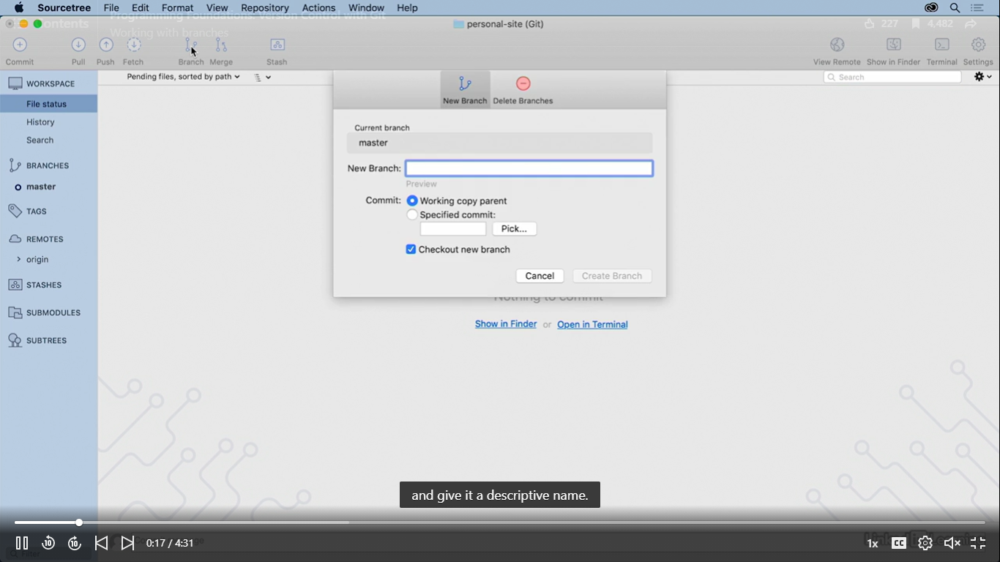 Sourcetree File Edit Format View Repository Actions Window Help
Programming Foundations: Version Control with Git
Contents
Working with branches
personal-site (Git)
227 4,482
Commit Pull Push Fetch Branch Merge Stash View Remote Show in Finder Terminal Settings
WORKSPACE
File status
History
Search
BRANCHES
master
TAGS
REMOTES
origin
STASHES
SUBMODULES
SUBTREES
Filter
Pending files, sorted by path
Search
New Branch Delete Branches
Current branch
master
New Branch:
Preview
Commit: Working copy parent
Specified commit:
Pick...
Checkout new branch
Cancel Create Branch
Nothing to commit
Show in Finder or Open in Terminal
and give it a descriptive name.
10 10 0:17 / 4:31 1x CC